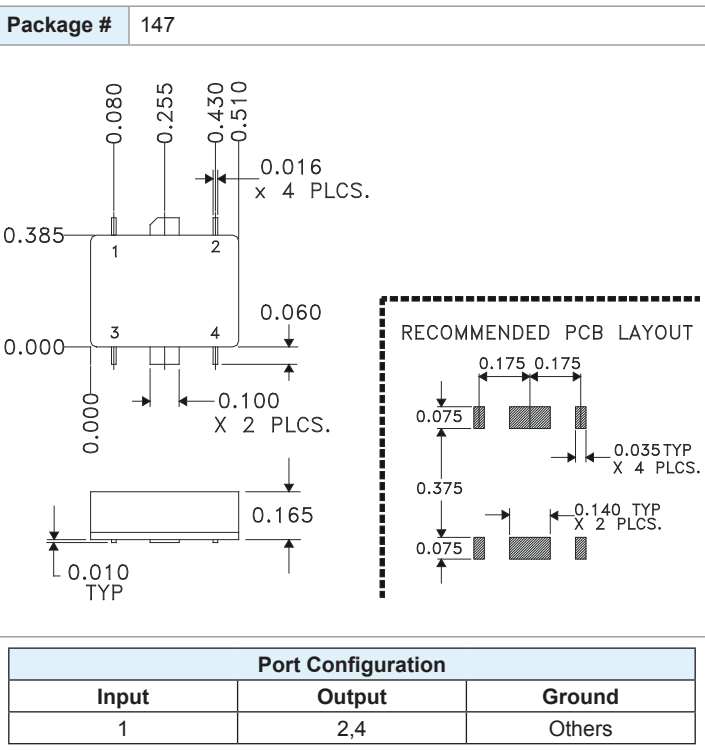 Package # 147
0.080
0.255
0.430
0.510
0.016
x 4 PLCS.
0.385
1
2
3
4
0.000
0.060
0.000
0.100
X 2 PLCS.
0.165
0.010
TYP
RECOMMENDED PCB LAYOUT
0.175 0.175
0.075
0.035 TYP
X 4 PLCS.
0.375
0.140 TYP
X 2 PLCS.
0.075
Port Configuration
Input Output Ground
1 2,4 Others